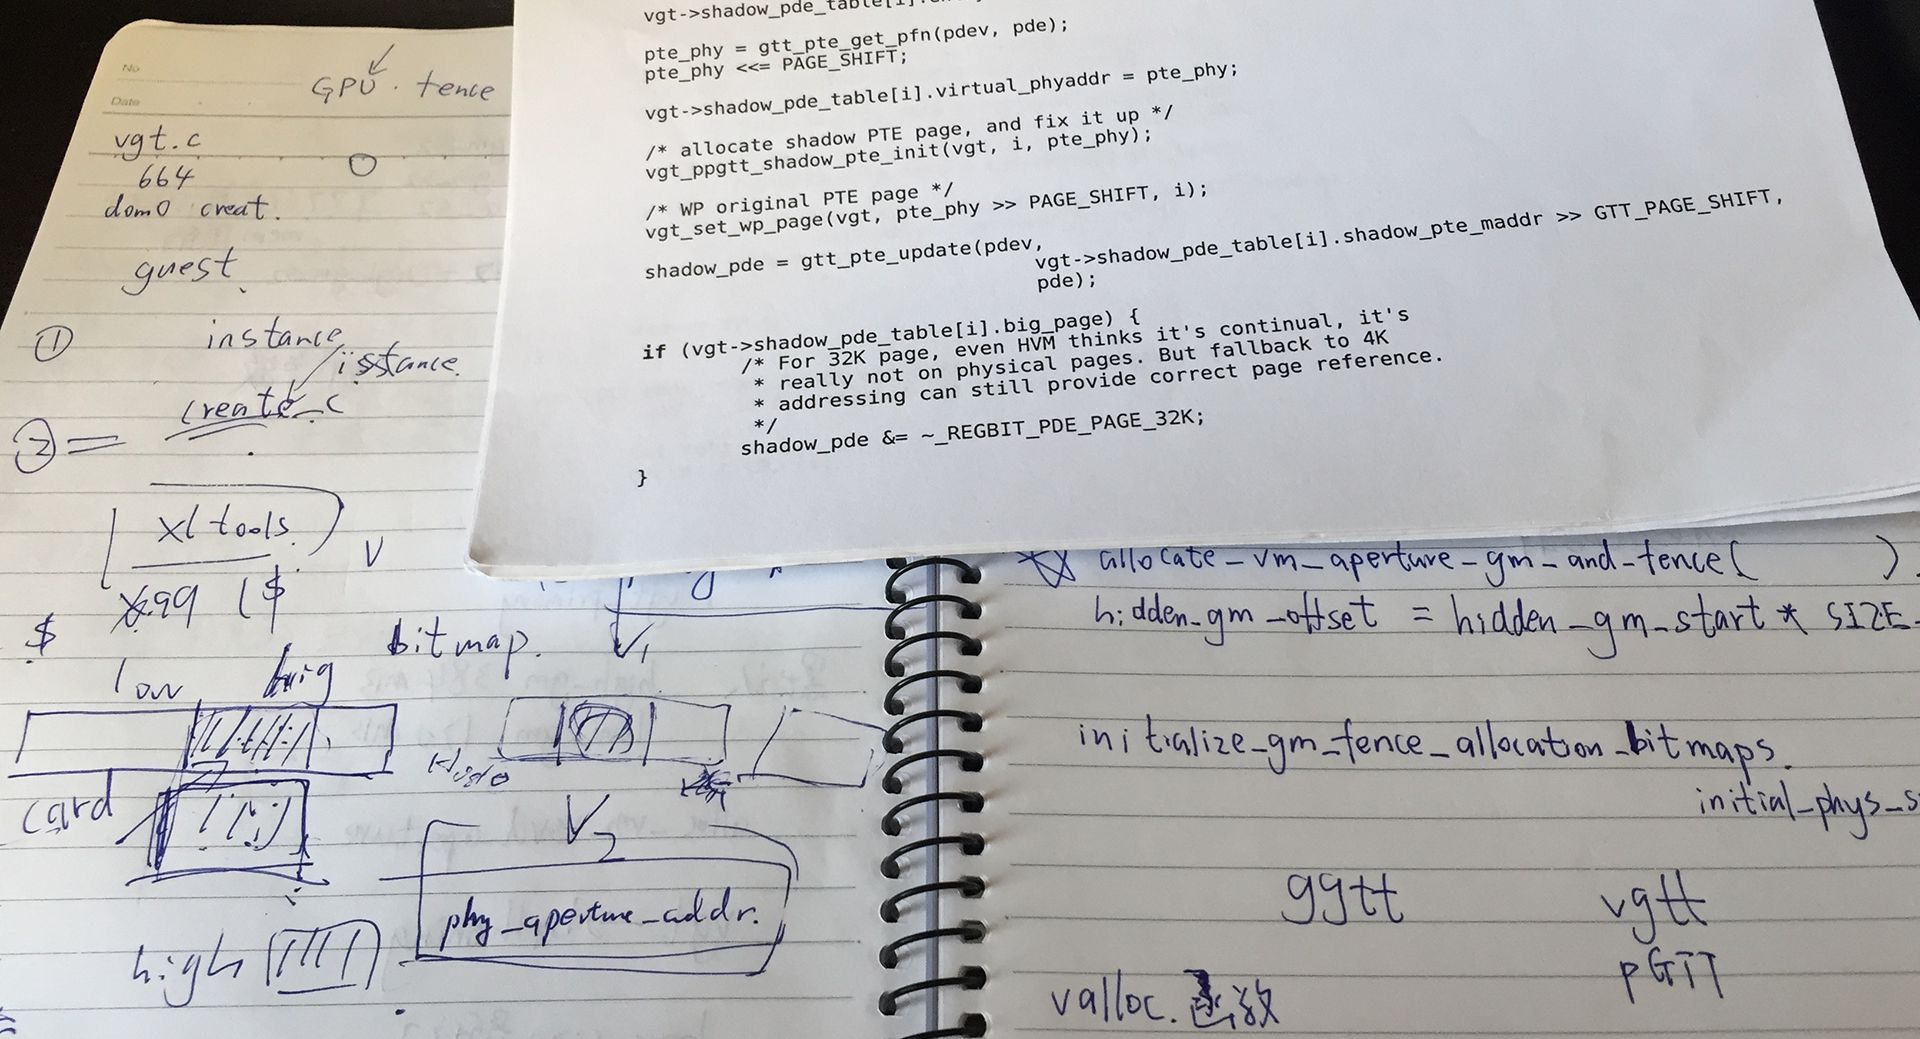 vgt->shadow_pde_table[i].
pte_phy = gtt_pte_get_pfn(pdev, pde);
pte_phy <<= PAGE_SHIFT;
vgt->shadow_pde_table[i].virtual_phyaddr = pte_phy;
/* allocate shadow PTE page, and fix it up */
vgt_ppgtt_shadow_pte_init(vgt, i, pte_phy);
/* WP original PTE page */
vgt_set_wp_page(vgt, pte_phy >> PAGE_SHIFT, i);
shadow_pde = gtt_pte_update(pdev,
vgt->shadow_pde_table[i].shadow_pte_maddr >> GTT_PAGE_SHIFT,
pde);
if (vgt->shadow_pde_table[i].big_page) {
/* For 32K page, even HVM thinks it's continual, it's
* really not on physical pages. But fallback to 4K
* addressing can still provide correct page reference.
*/
shadow_pde &= ~_REGBIT_PDE_PAGE_32K;
}
No
Date
GPU. fence
vgt.c
664
dom0 creat.
guest.
① instance
instance.
create_c
②=
xl tools.
V
$
bitmap. V1
low
card
V2
phy_aperture_addr.
high
allocate_vm_aperture_gm_and_fence( ).
hidden_gm_offset = hidden_gm_start * SIZE_
initialize_gm_fence_allocation_bitmaps.
initial_phys_s
ggtt vgtt
pGTT
valloc. 函数